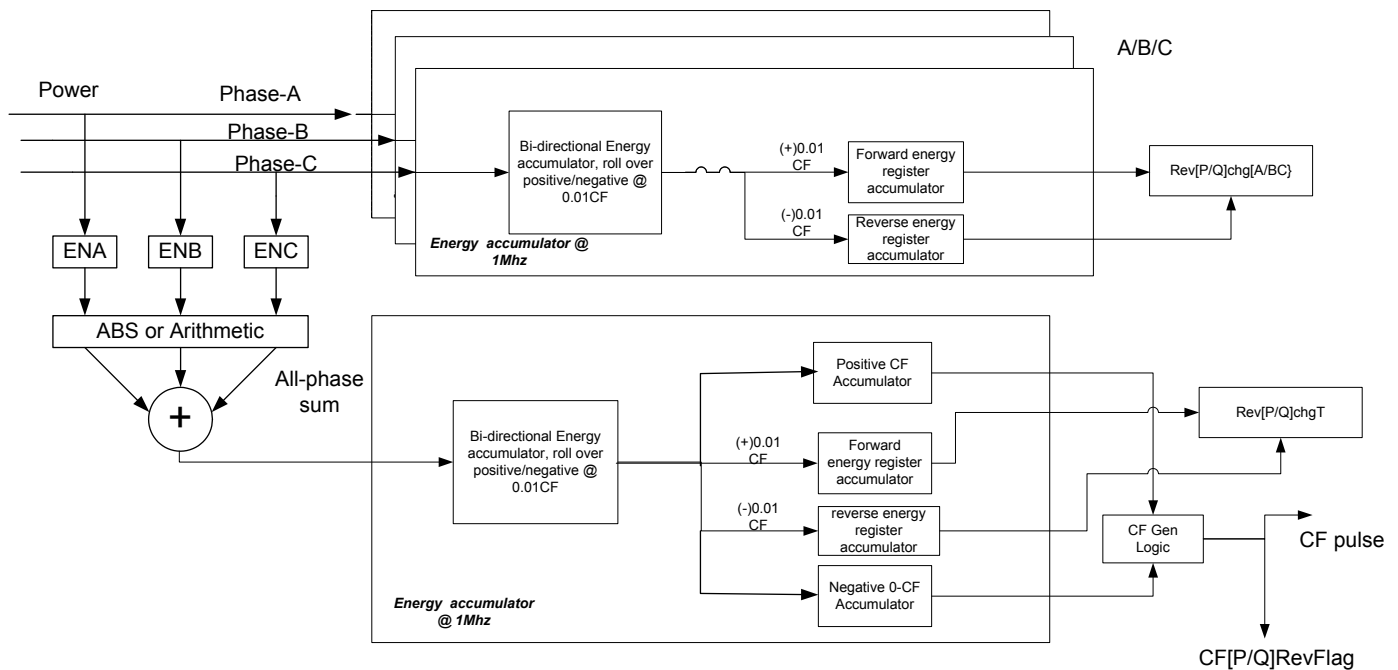 A/B/C
Power
Phase-A
Phase-B
Phase-C
Bi-directional Energy
accumulator, roll over
positive/negative @
0.01CF
(+)0.01
CF
Forward energy
register
accumulator
Rev[P/Q]chg[A/BC}
(-)0.01
CF
Reverse energy
register
accumulator
Energy accumulator @
1Mhz
ENA
ENB
ENC
ABS or Arithmetic
All-phase
sum
+
Bi-directional Energy
accumulator, roll over
positive/negative @
0.01CF
Positive CF
Accumulator
(+)0.01
CF
Forward
energy register
accumulator
Rev[P/Q]chgT
(-)0.01
CF
reverse energy
register
accumulator
Negative 0-CF
Accumulator
CF Gen
Logic
CF pulse
CF[P/Q]RevFlag
Energy accumulator
@ 1Mhz